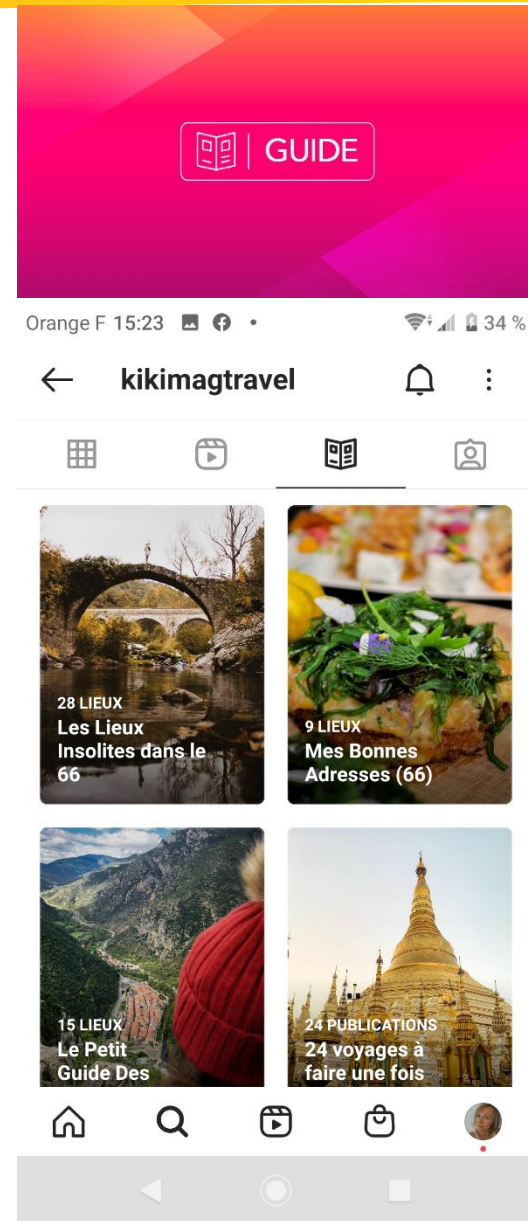 GUIDE
Orange F 15:23
34 %
kikimagtravel
28 LIEUX
Les Lieux
Insolites dans le
66
9 LIEUX
Mes Bonnes
Adresses (66)
15 LIEUX
Le Petit
Guide Des
24 PUBLICATIONS
24 voyages à
faire une fois